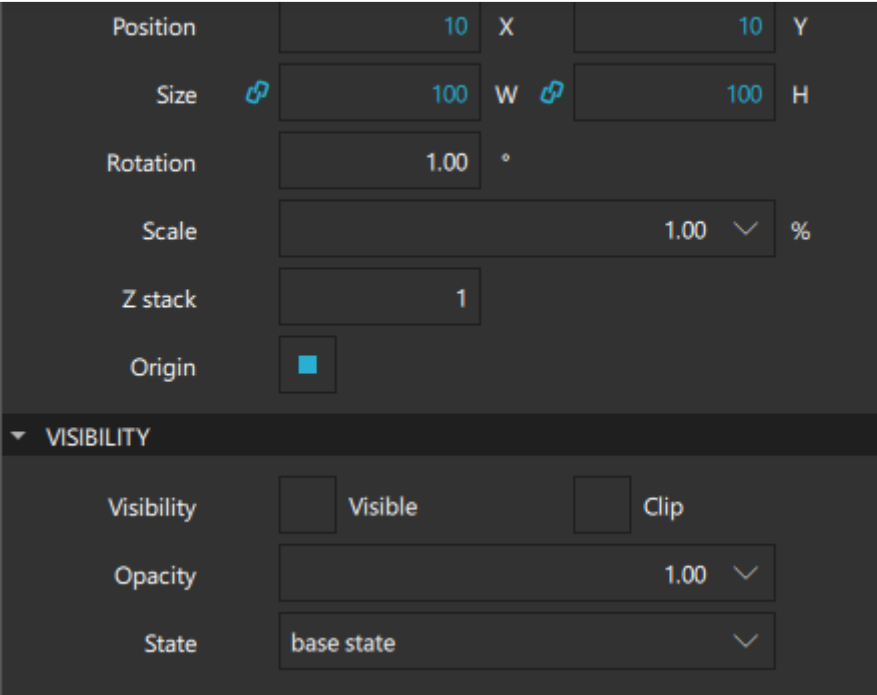 Position 10 X 10 Y
Size 100 W 100 H
Rotation 1.00 °
Scale 1.00 %
Z stack 1
Origin
VISIBILITY
Visibility Visible Clip
Opacity 1.00
State base state